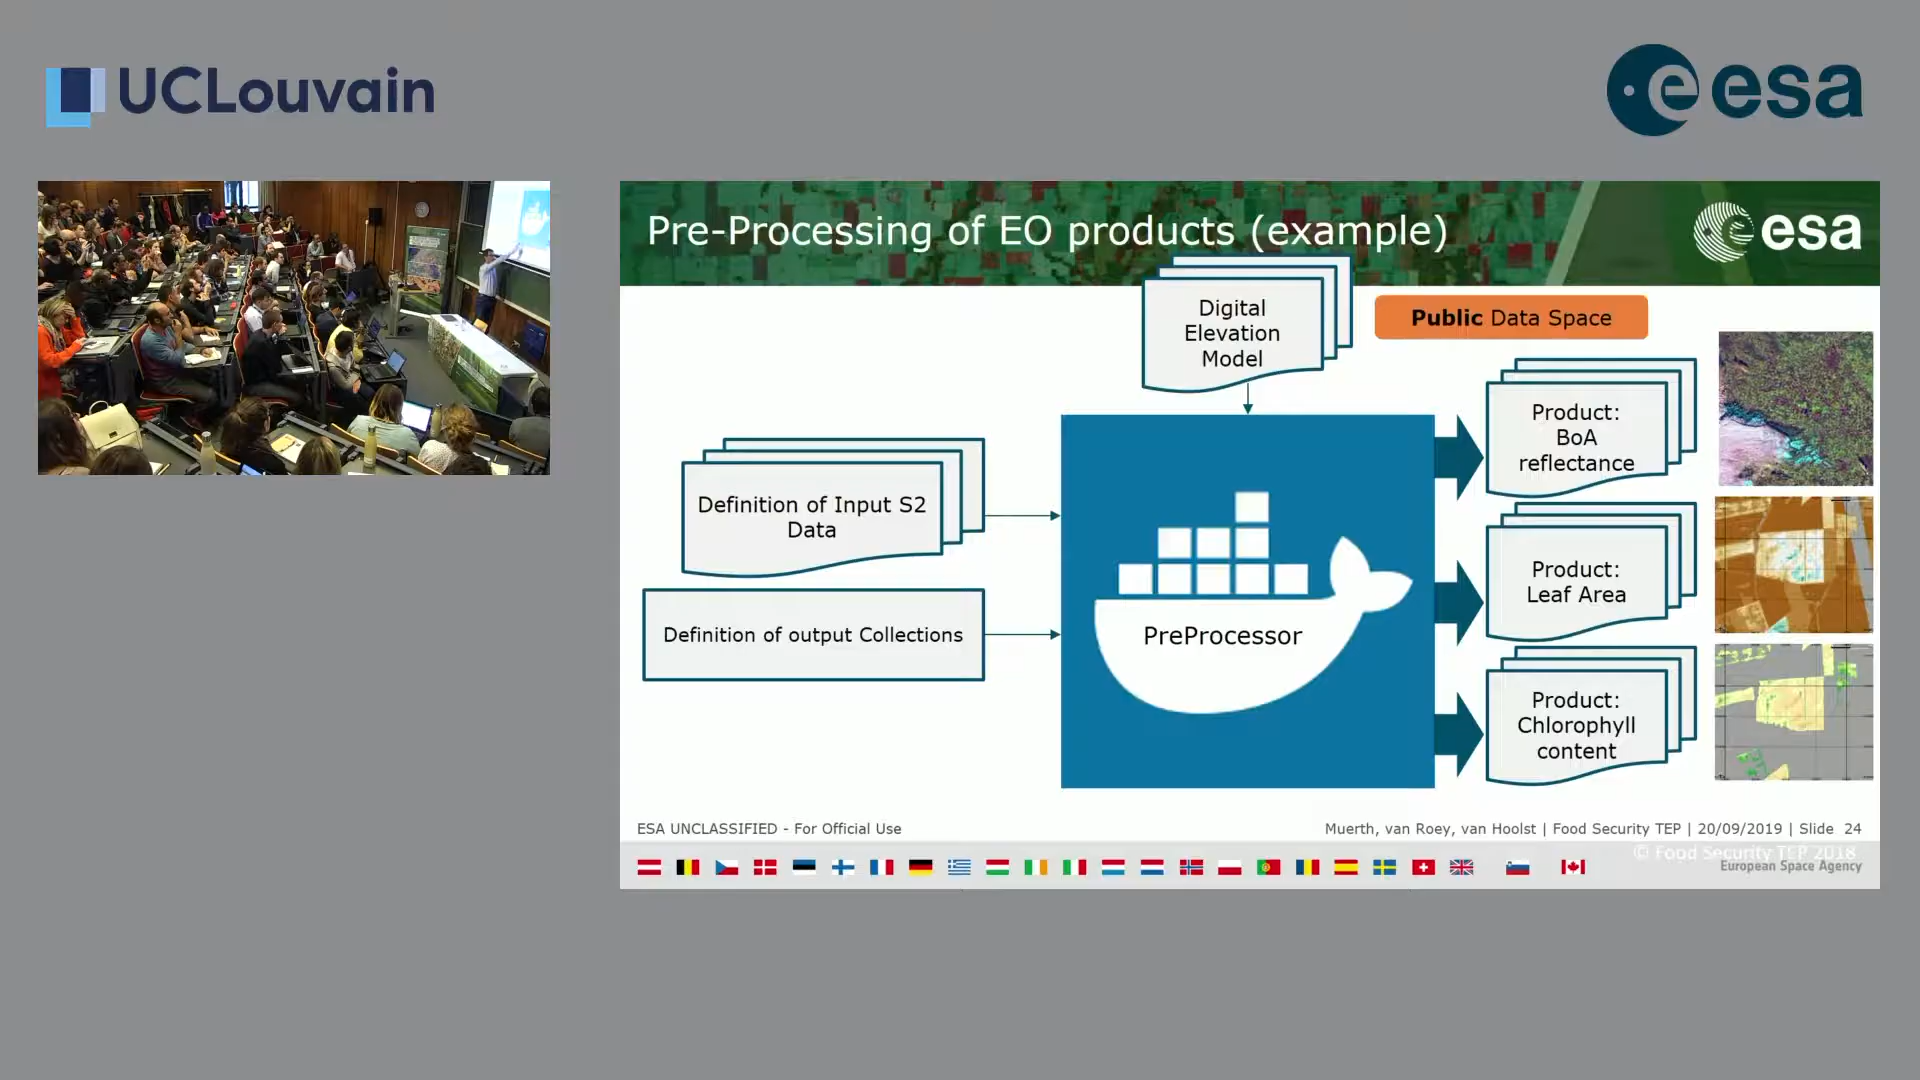 UCLouvain
esa
Pre-Processing of EO products (example)
esa
Digital
Elevation
Model
Public Data Space
Definition of Input S2
Data
Definition of output Collections
PreProcessor
Product:
BoA
reflectance
Product:
Leaf Area
Product:
Chlorophyll
content
ESA UNCLASSIFIED - For Official Use
Muerth, van Roey, van Hoolst | Food Security TEP | 20/09/2019 | Slide 24
© Food Security TEP 2018
European Space Agency